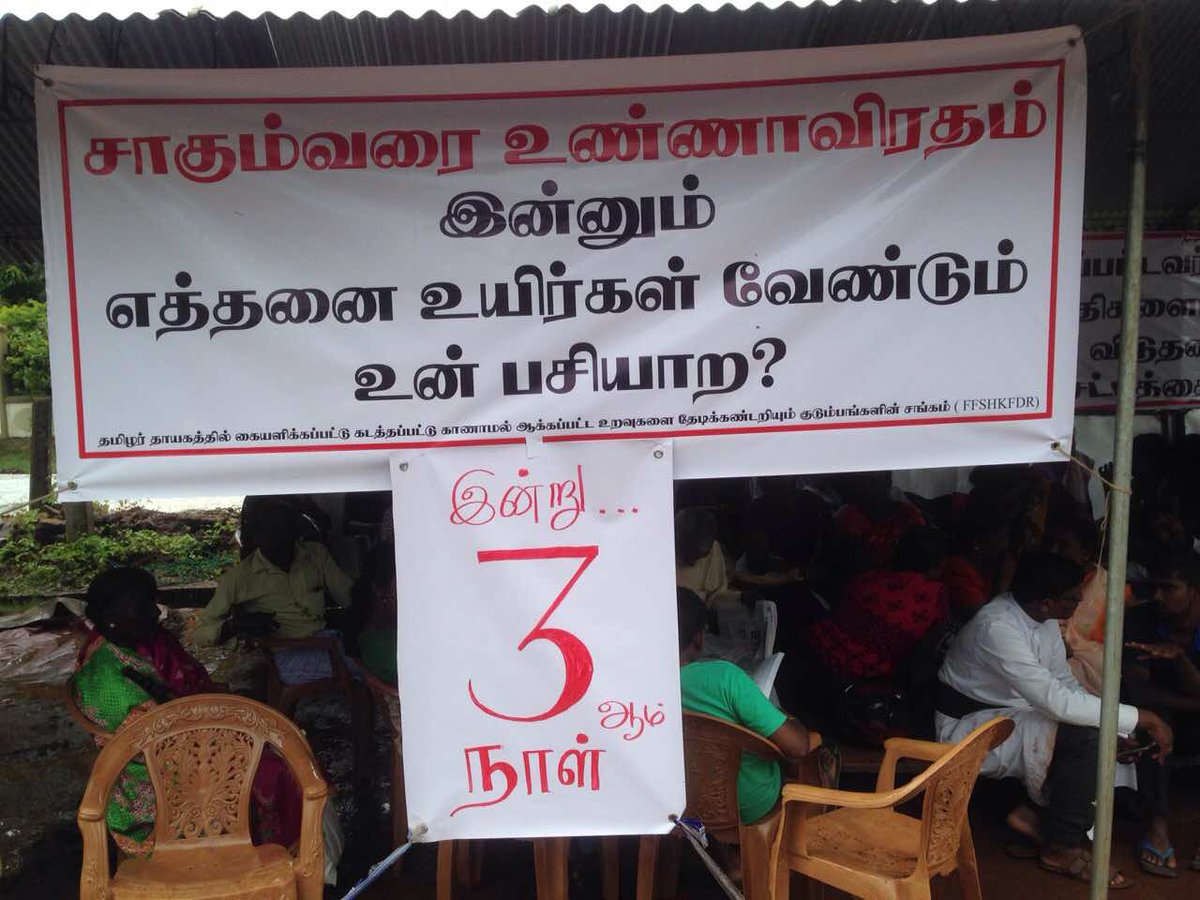 சாகும்வரை உண்ணாவிரதம்
இன்னும்
எத்தனை உயிர்கள் வேண்டும்
உன் பசியாற?
தமிழர் தாயகத்தில் கையளிக்கப்பட்டு கடத்தப்பட்டு காணாமல் ஆக்கப்பட்ட உறவுகளை தேடிக்கண்டறியும் குடும்பங்களின் சங்கம் ( FFSHKFDR)
இன்று...
3
ஆம்
நாள்